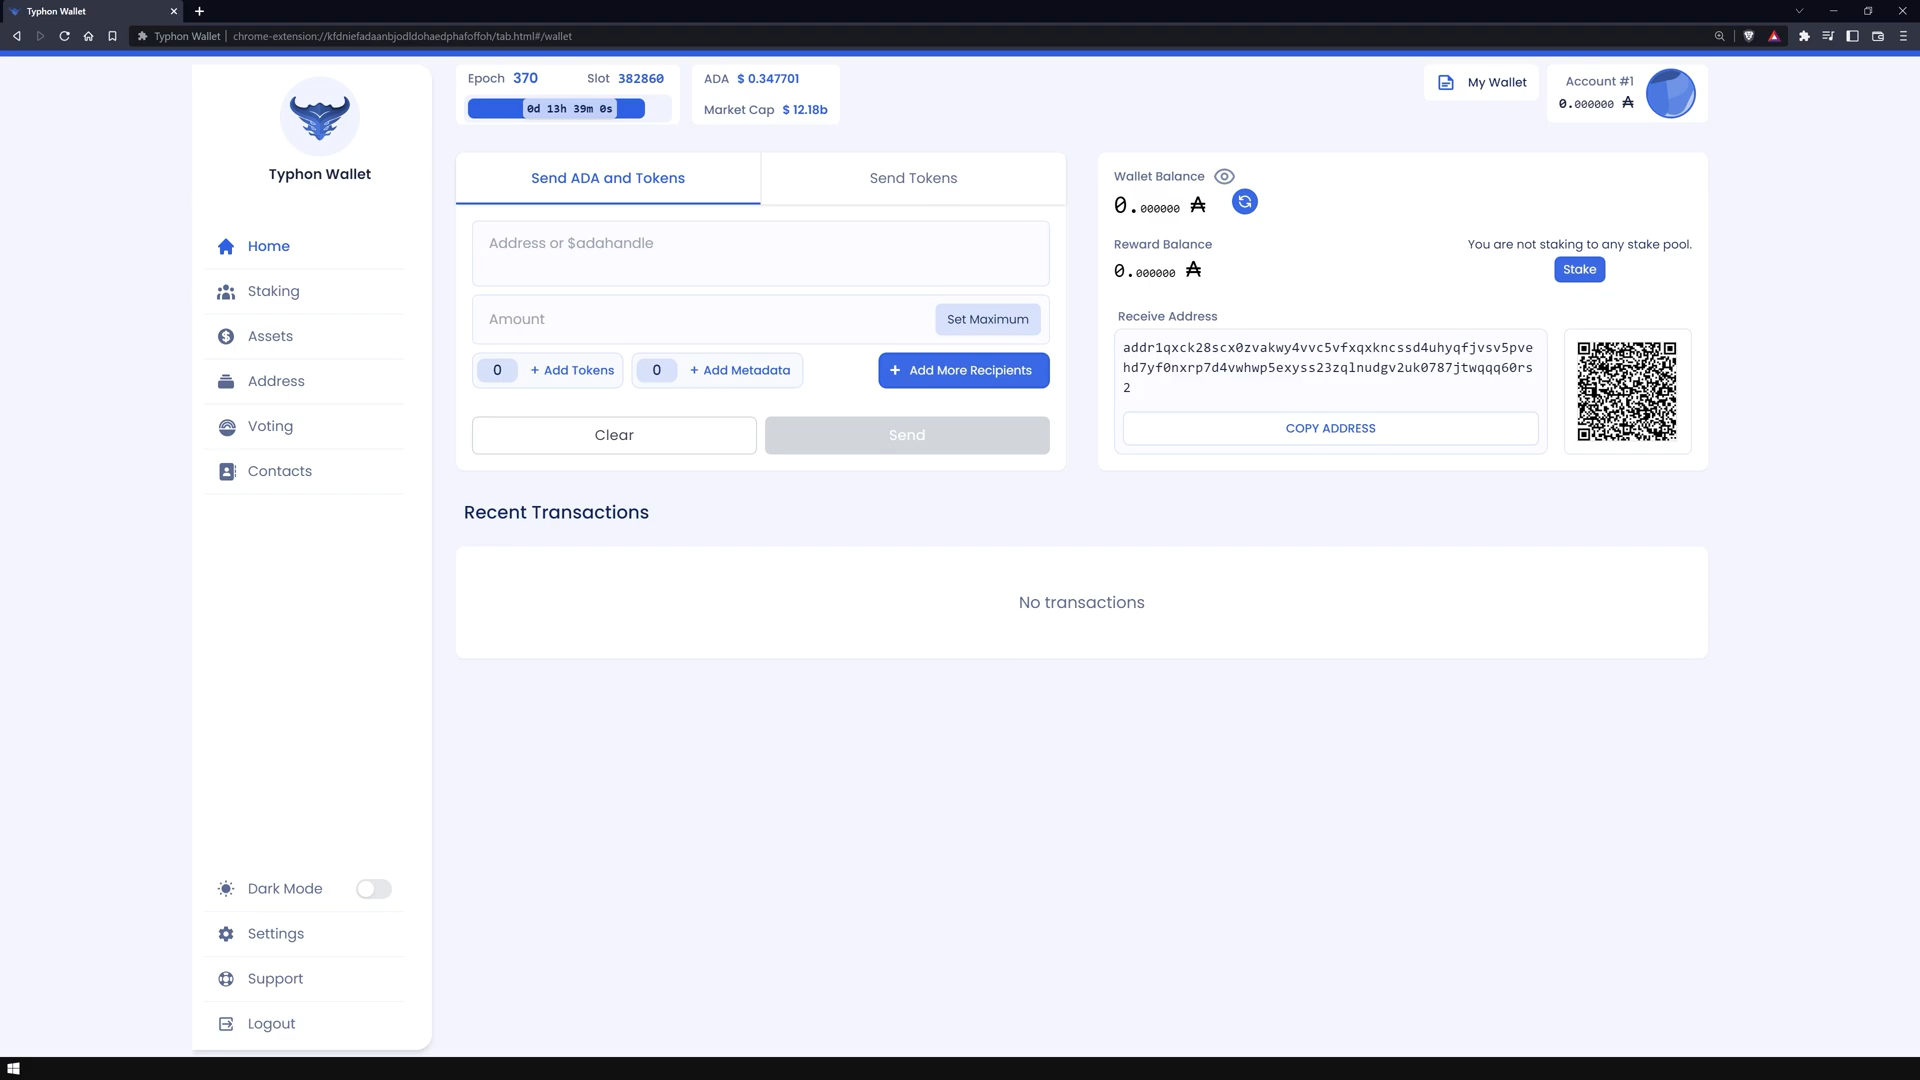 Typhon Wallet
Typhon Wallet | chrome-extension://kfdniefadaanbjodldohaedphafoffoh/tab.html#/wallet
Typhon Wallet
Home
Staking
Assets
Address
Voting
Contacts
Dark Mode
Settings
Support
Logout
Epoch 370 Slot 382860
0d 13h 39m 0s
ADA $ 0.347701
Market Cap $ 12.18b
My Wallet
Account #1
0.000000 ₳
Send ADA and Tokens
Send Tokens
Address or $adahandle
Amount
Set Maximum
0 + Add Tokens
0 + Add Metadata
+ Add More Recipients
Clear
Send
Wallet Balance
0.000000 ₳
Reward Balance
0.000000 ₳
You are not staking to any stake pool.
Stake
Receive Address
addr1qxck28scx0zvakwy4vvc5vfxqxkncssd4uhyqfjvsv5pve
hd7yf0nxrp7d4vwhwp5exyss23zqlnudgv2uk0787jtwqqq60rs
2
COPY ADDRESS
Recent Transactions
No transactions